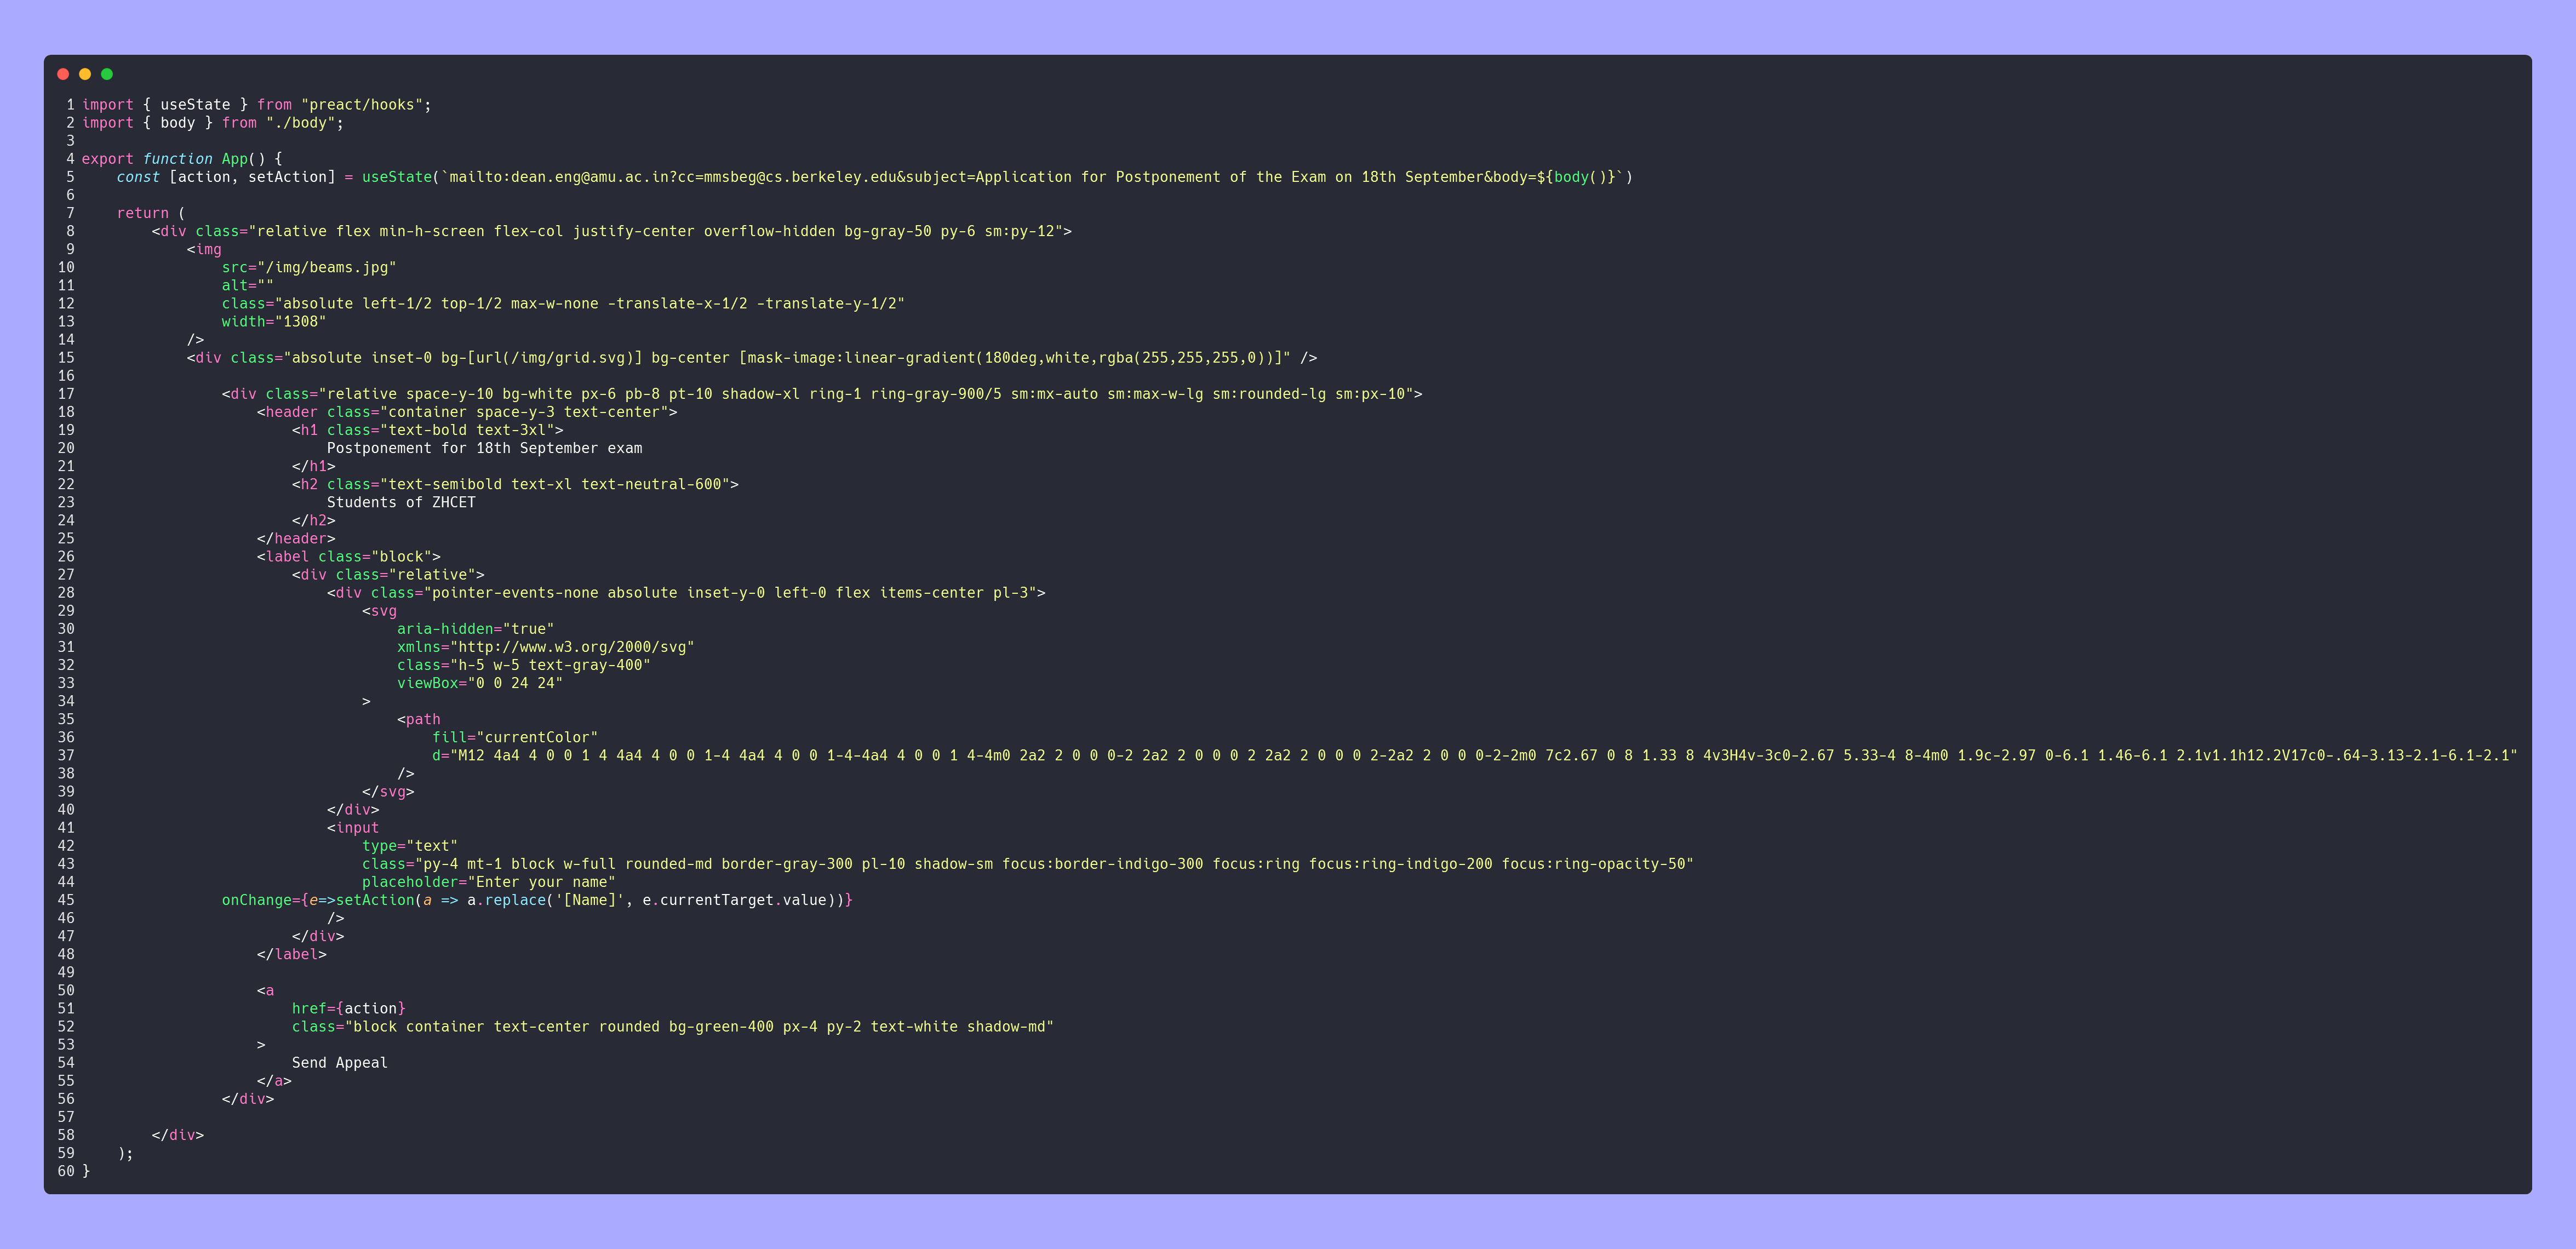 1 import { useState } from "preact/hooks";
2 import { body } from "./body";
3
4 export function App() {
5     const [action, setAction] = useState(`mailto:dean.eng@amu.ac.in?cc=mmsbeg@cs.berkeley.edu&subject=Application for Postponement of the Exam on 18th September&body=${body()}`)
6
7     return (
8         <div class="relative flex min-h-screen flex-col justify-center overflow-hidden bg-gray-50 py-6 sm:py-12">
9             <img
10                 src="/img/beams.jpg"
11                 alt=""
12                 class="absolute left-1/2 top-1/2 max-w-none -translate-x-1/2 -translate-y-1/2"
13                 width="1308"
14             />
15             <div class="absolute inset-0 bg-[url(/img/grid.svg)] bg-center [mask-image:linear-gradient(180deg,white,rgba(255,255,255,0))]" />
16
17                 <div class="relative space-y-10 bg-white px-6 pb-8 pt-10 shadow-xl ring-1 ring-gray-900/5 sm:mx-auto sm:max-w-lg sm:rounded-lg sm:px-10">
18                     <header class="container space-y-3 text-center">
19                         <h1 class="text-bold text-3xl">
20                             Postponement for 18th September exam
21                         </h1>
22                         <h2 class="text-semibold text-xl text-neutral-600">
23                             Students of ZHCET
24                         </h2>
25                     </header>
26                     <label class="block">
27                         <div class="relative">
28                             <div class="pointer-events-none absolute inset-y-0 left-0 flex items-center pl-3">
29                                 <svg
30                                     aria-hidden="true"
31                                     xmlns="http://www.w3.org/2000/svg"
32                                     class="h-5 w-5 text-gray-400"
33                                     viewBox="0 0 24 24"
34                                 >
35                                     <path
36                                         fill="currentColor"
37                                         d="M12 4a4 4 0 0 1 4 4a4 4 0 0 1-4 4a4 4 0 0 1-4-4a4 4 0 0 1 4-4m0 2a2 2 0 0 0-2 2a2 2 0 0 0 2 2a2 2 0 0 0 2-2a2 2 0 0 0-2-2m0 7c2.67 0 8 1.33 8 4v3H4v-3c0-2.67 5.33-4 8-4m0 1.9c-2.97 0-6.1 1.46-6.1 2.1v1.1h12.2V17c0-.64-3.13-2.1-6.1-2.1"
38                                     />
39                                 </svg>
40                             </div>
41                             <input
42                                 type="text"
43                                 class="py-4 mt-1 block w-full rounded-md border-gray-300 pl-10 shadow-sm focus:border-indigo-300 focus:ring focus:ring-indigo-200 focus:ring-opacity-50"
44                                 placeholder="Enter your name"
45                 onChange={e=>setAction(a => a.replace('[Name]', e.currentTarget.value))}
46                             />
47                         </div>
48                     </label>
49
50                     <a
51                         href={action}
52                         class="block container text-center rounded bg-green-400 px-4 py-2 text-white shadow-md"
53                     >
54                         Send Appeal
55                     </a>
56                 </div>
57
58         </div>
59     );
60 }